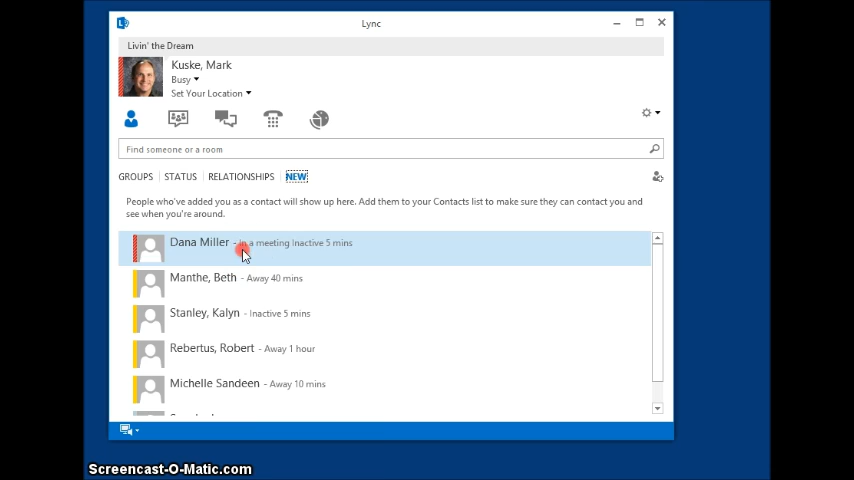 Lync
Livin' the Dream
Kuske, Mark
Busy
Set Your Location
Find someone or a room
GROUPS STATUS RELATIONSHIPS NEW
People who've added you as a contact will show up here. Add them to your Contacts list to make sure they can contact you and
see when you're around.
Dana Miller - In a meeting Inactive 5 mins
Manthe, Beth - Away 40 mins
Stanley, Kalyn - Inactive 5 mins
Rebertus, Robert - Away 1 hour
Michelle Sandeen - Away 10 mins
Screencast-O-Matic.com